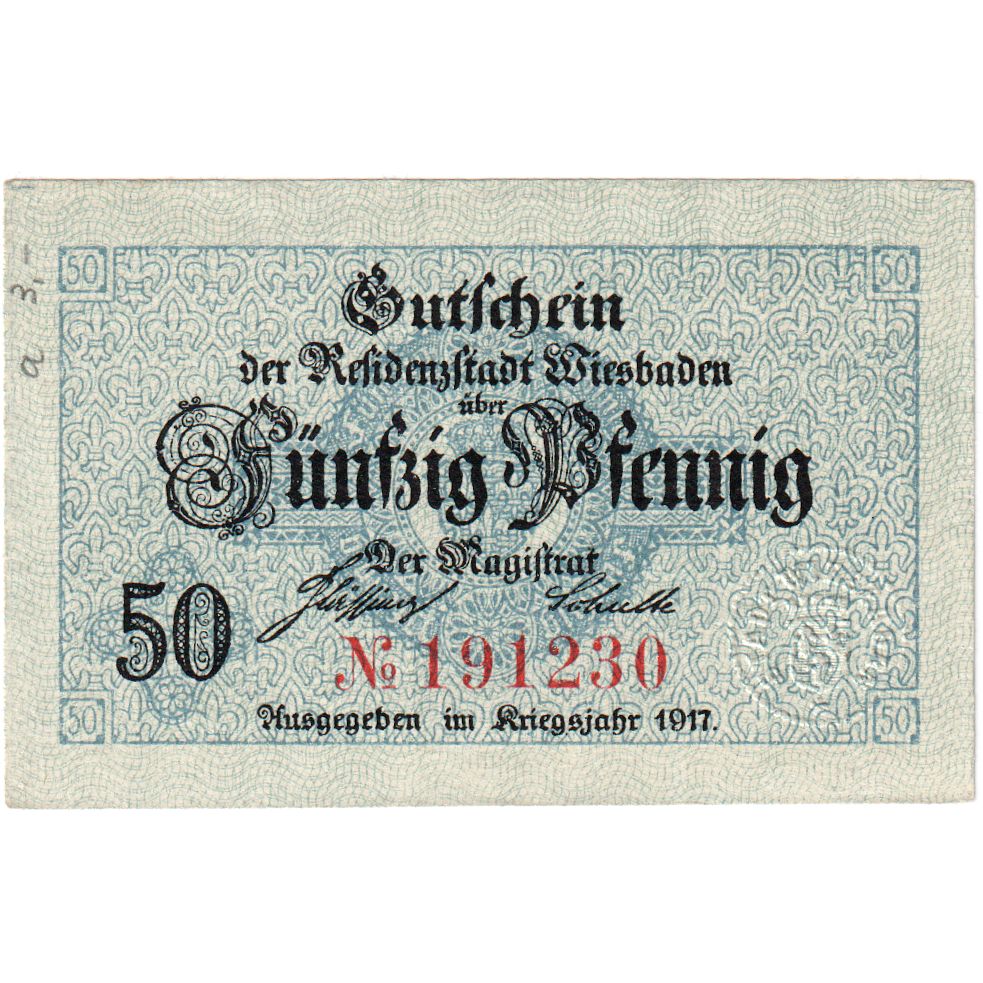 50 50
a 3,-
Gutschein
der Residenzstadt Wiesbaden
über
Fünfzig Pfennig
Der Magistrat
Schulte
50
№ 191230
50 50
Ausgegeben im Kriegsjahr 1917.